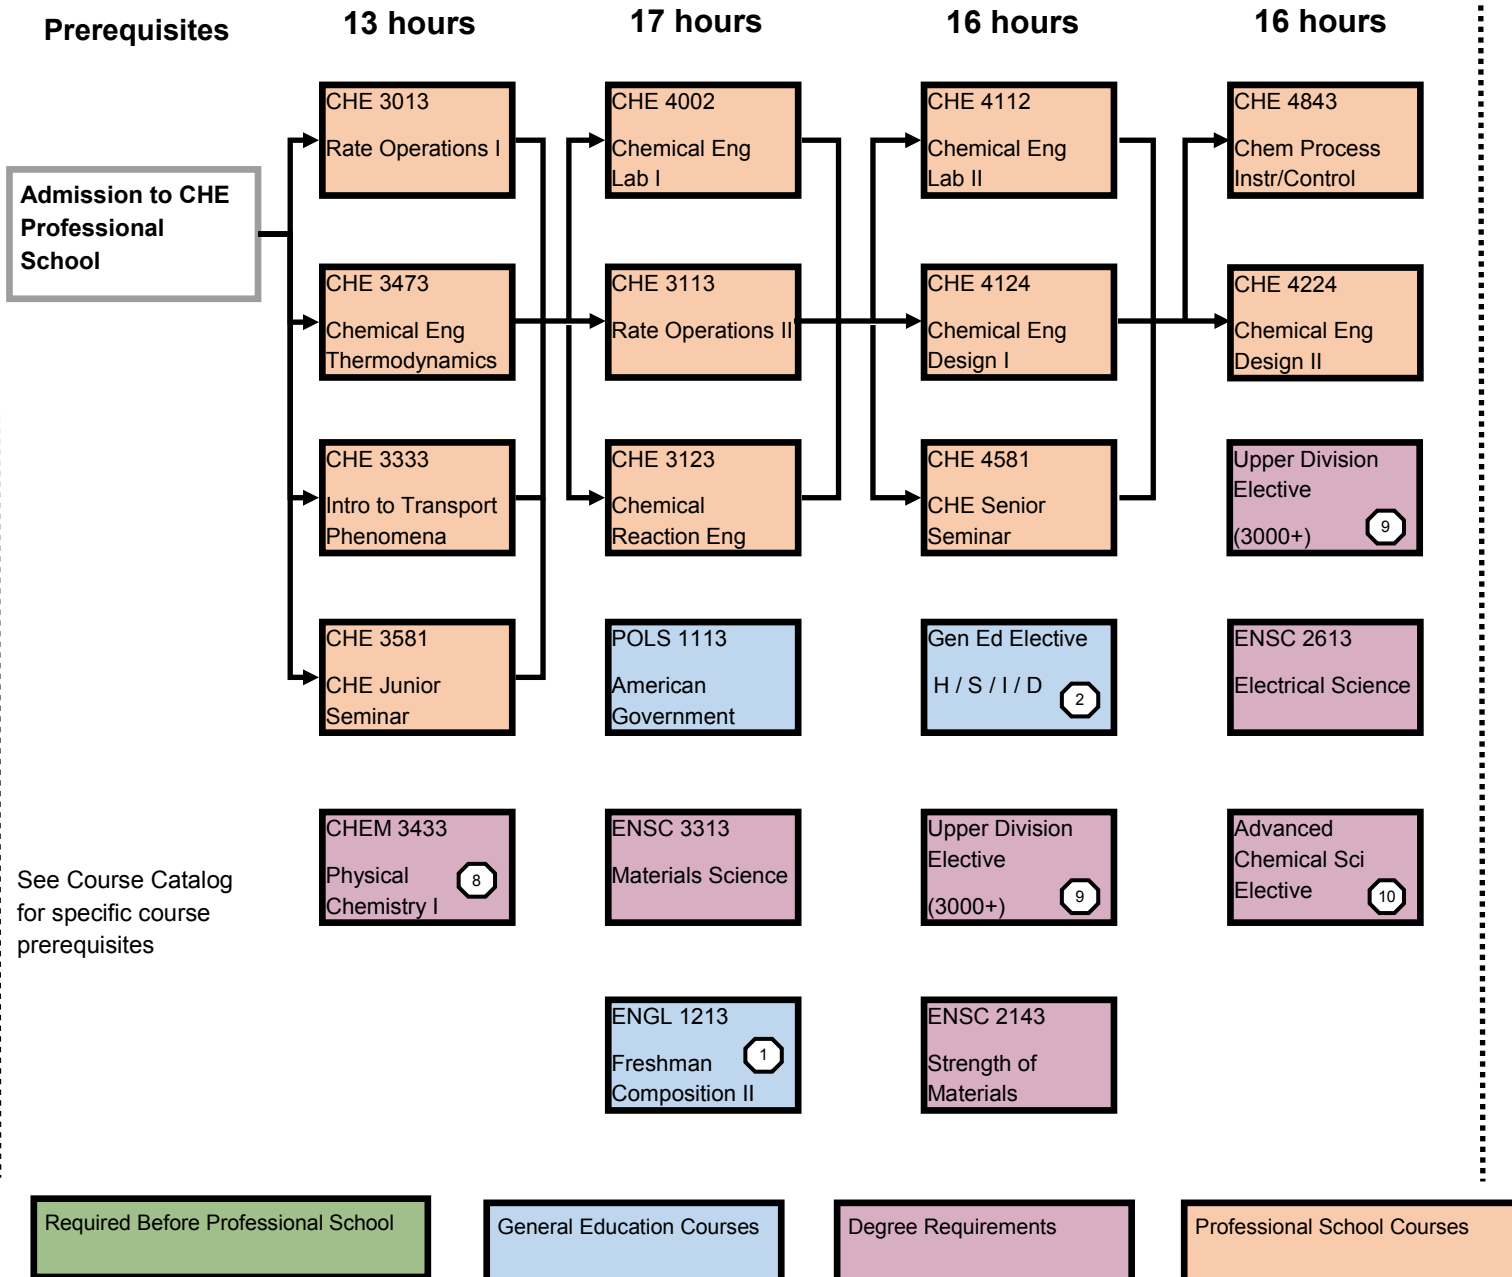 Prerequisites
13 hours
17 hours
16 hours
16 hours
Admission to CHE
Professional
School
CHE 3013
Rate Operations I
CHE 4002
Chemical Eng
Lab I
CHE 4112
Chemical Eng
Lab II
CHE 4843
Chem Process
Instr/Control
CHE 3473
Chemical Eng
Thermodynamics
CHE 3113
Rate Operations II
CHE 4124
Chemical Eng
Design I
CHE 4224
Chemical Eng
Design II
CHE 3333
Intro to Transport
Phenomena
CHE 3123
Chemical
Reaction Eng
CHE 4581
CHE Senior
Seminar
Upper Division
Elective
(3000+)
9
CHE 3581
CHE Junior
Seminar
POLS 1113
American
Government
Gen Ed Elective
H / S / I / D
2
ENSC 2613
Electrical Science
See Course Catalog
for specific course
prerequisites
CHEM 3433
Physical
Chemistry I
8
ENSC 3313
Materials Science
Upper Division
Elective
(3000+)
9
Advanced
Chemical Sci
Elective
10
ENGL 1213
Freshman
Composition II
1
ENSC 2143
Strength of
Materials
Required Before Professional School
General Education Courses
Degree Requirements
Professional School Courses